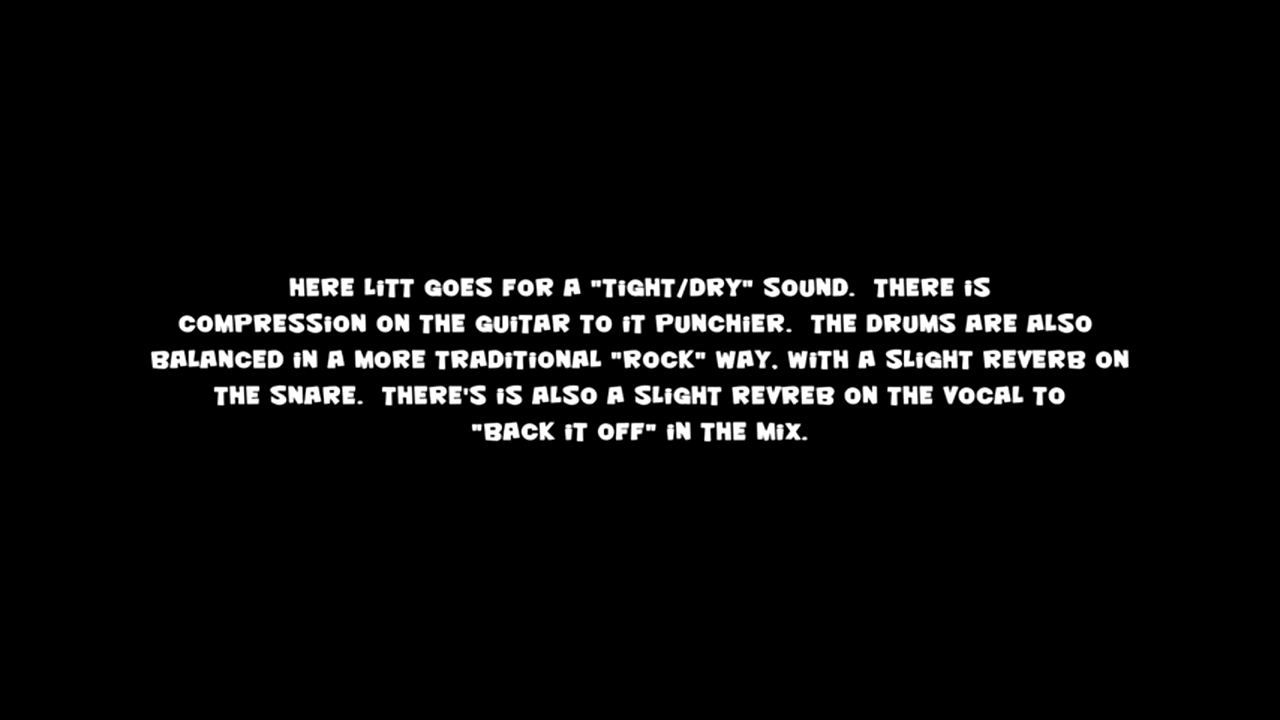 HERE LiTT GOES FOR A "TiGHT/DRY" SOUND.  THERE iS
COMPRESSiON ON THE GUiTAR TO iT PUNCHiER.  THE DRUMS ARE ALSO
BALANCED iN A MORE TRADiTiONAL "ROCK" WAY, WiTH A SLiGHT REVERB ON
THE SNARE.  THERE'S iS ALSO A SLiGHT REVREB ON THE VOCAL TO
"BACK iT OFF" iN THE MiX.